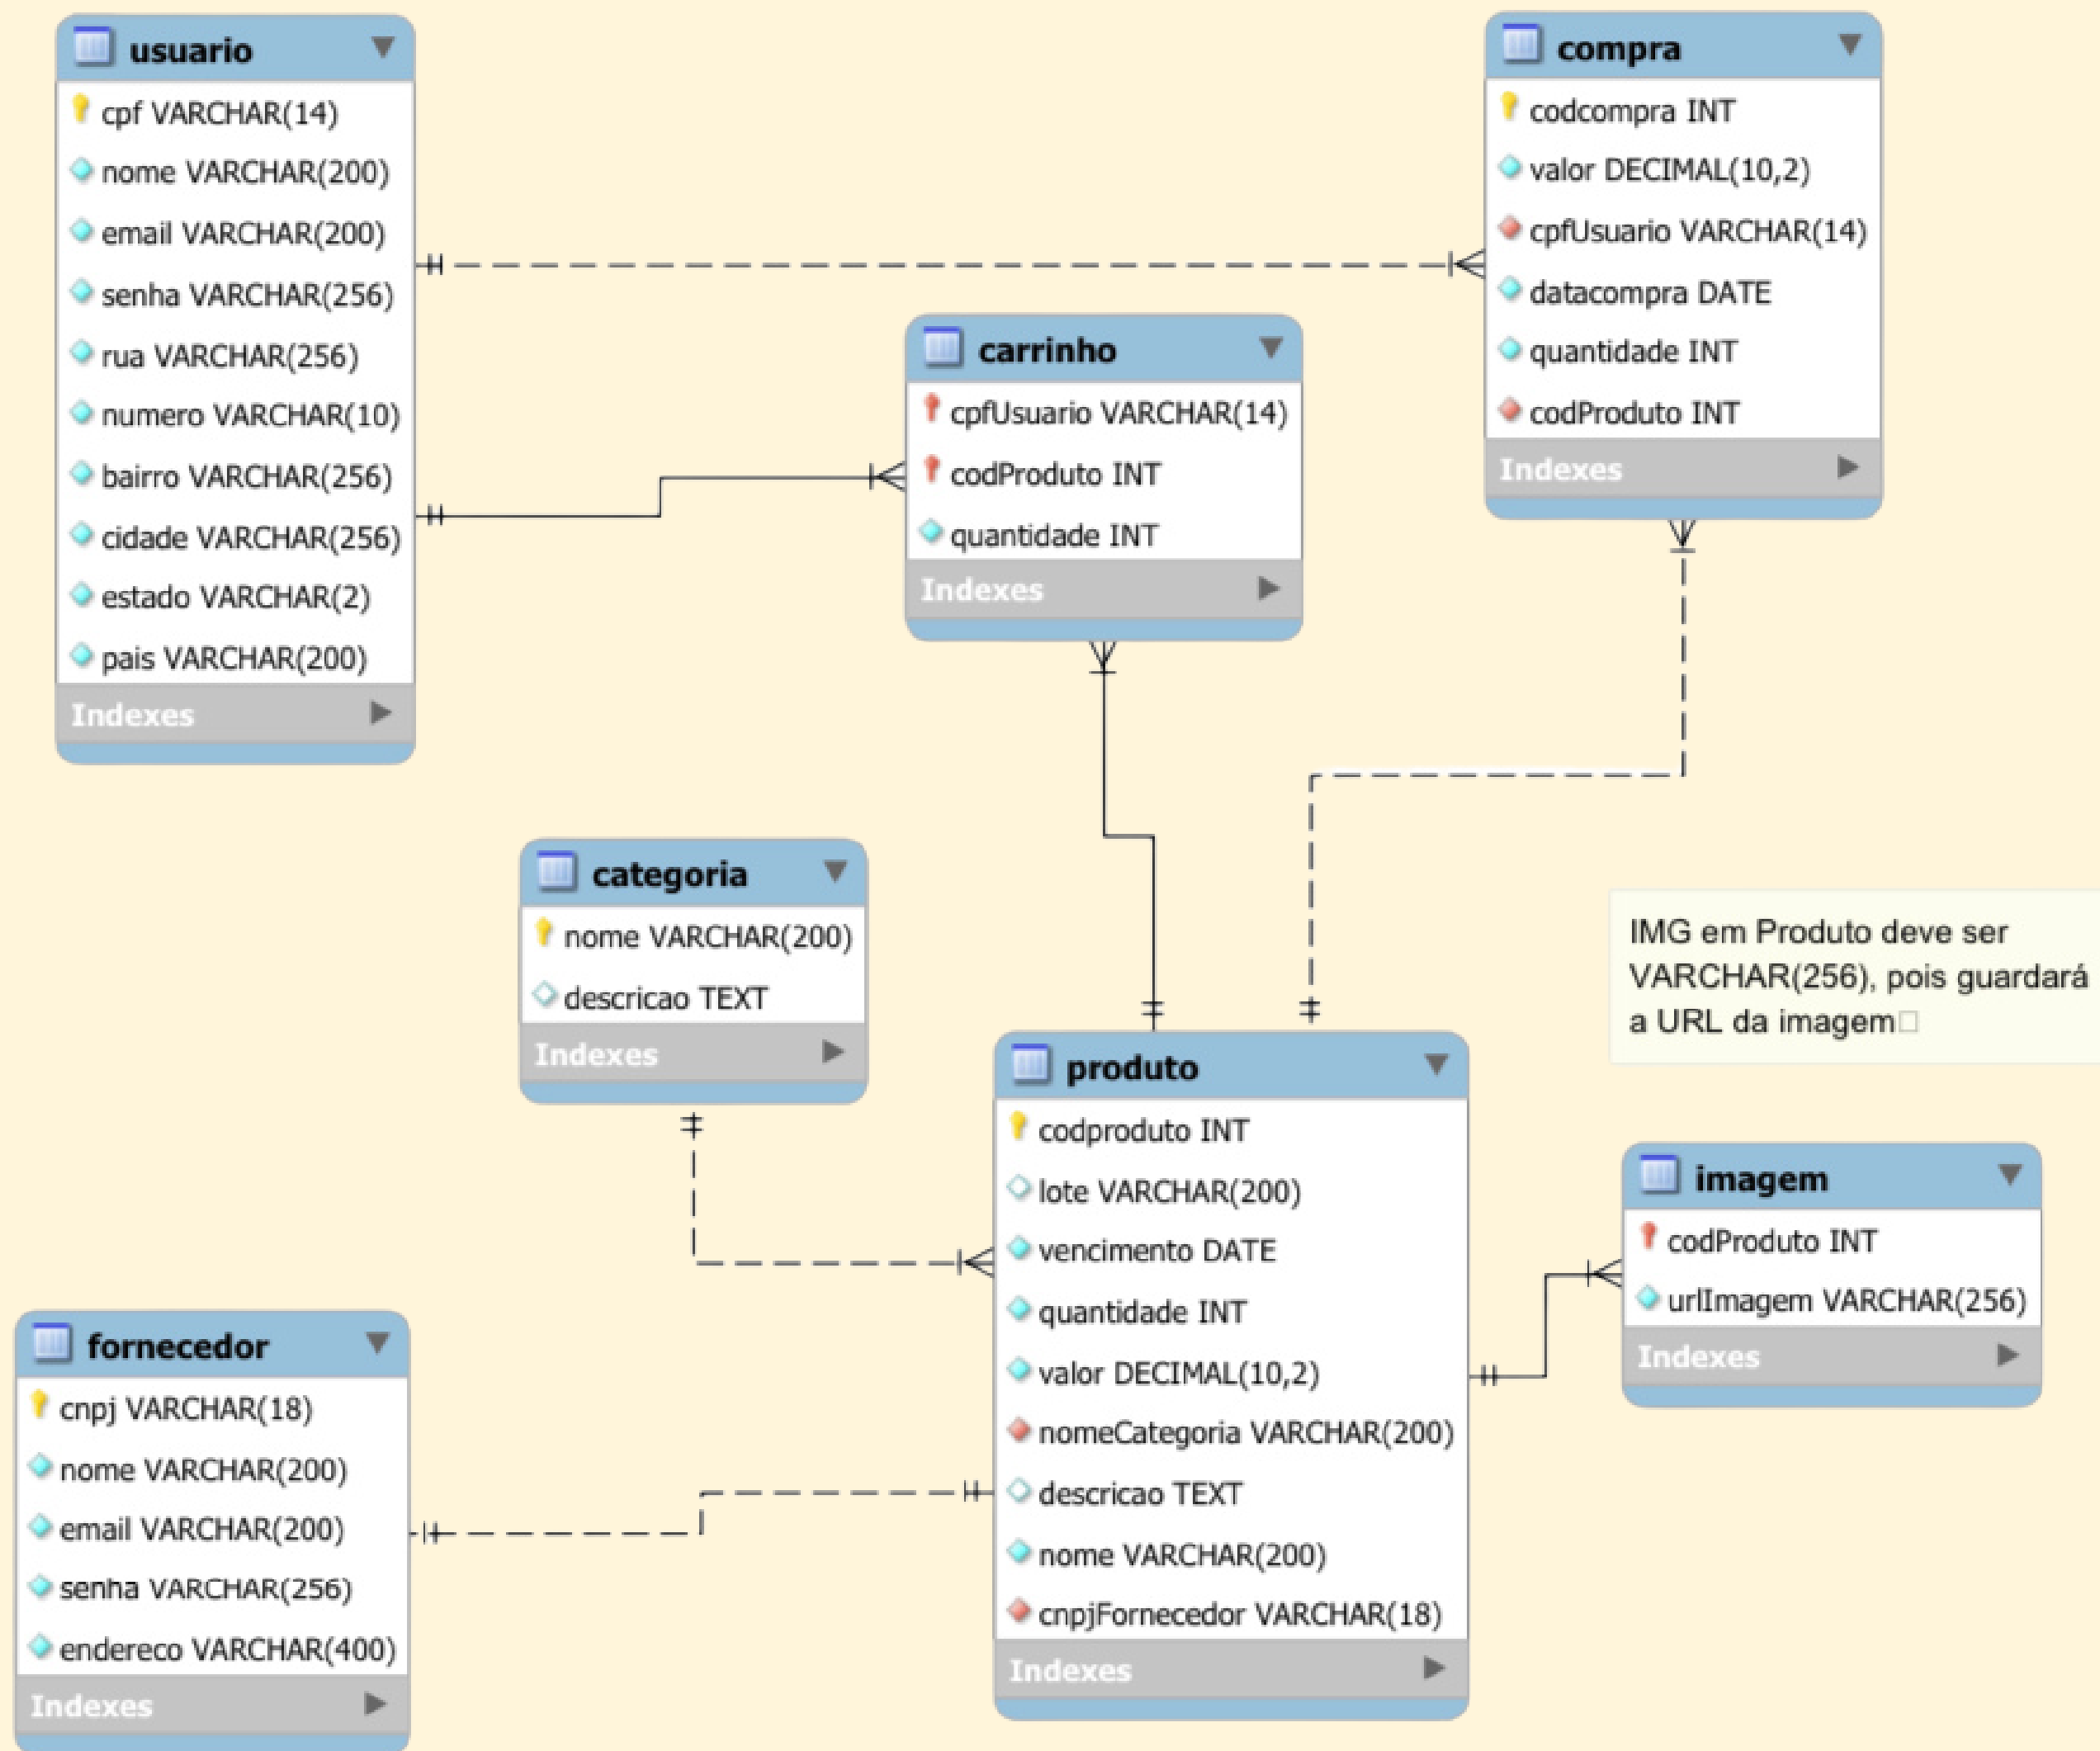 usuario
cpf VARCHAR(14)
nome VARCHAR(200)
email VARCHAR(200)
senha VARCHAR(256)
rua VARCHAR(256)
numero VARCHAR(10)
bairro VARCHAR(256)
cidade VARCHAR(256)
estado VARCHAR(2)
pais VARCHAR(200)
Indexes
compra
codcompra INT
valor DECIMAL(10,2)
cpfUsuario VARCHAR(14)
datacompra DATE
quantidade INT
codProduto INT
Indexes
carrinho
cpfUsuario VARCHAR(14)
codProduto INT
quantidade INT
Indexes
categoria
nome VARCHAR(200)
descricao TEXT
Indexes
IMG em Produto deve ser
VARCHAR(256), pois guardará
a URL da imagem
produto
codproduto INT
lote VARCHAR(200)
vencimento DATE
quantidade INT
valor DECIMAL(10,2)
nomeCategoria VARCHAR(200)
descricao TEXT
nome VARCHAR(200)
cnpjFornecedor VARCHAR(18)
Indexes
imagem
codProduto INT
urlImagem VARCHAR(256)
Indexes
fornecedor
cnpj VARCHAR(18)
nome VARCHAR(200)
email VARCHAR(200)
senha VARCHAR(256)
endereco VARCHAR(400)
Indexes